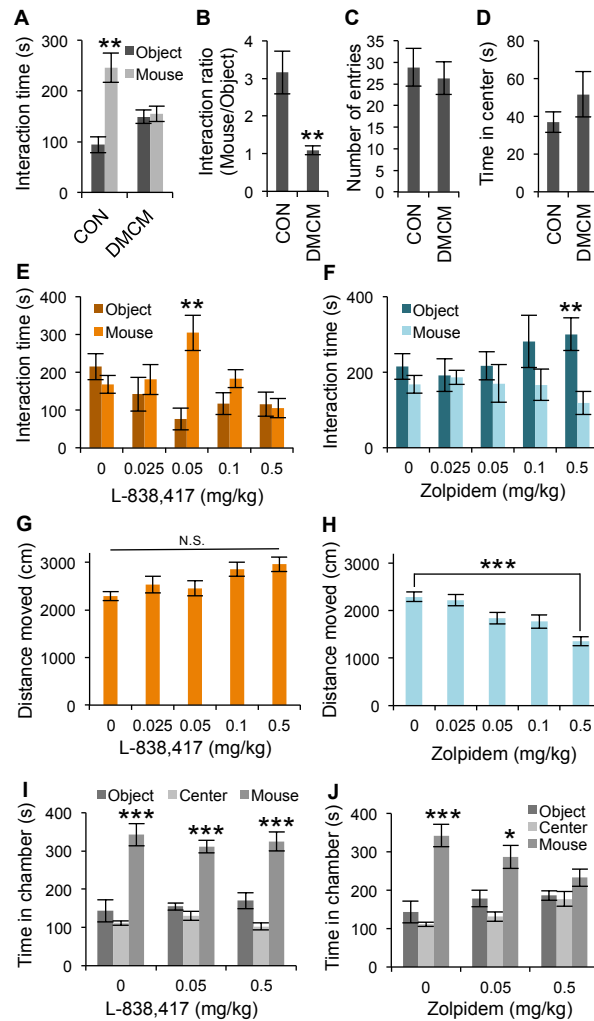 A
Interaction time (s)
300
200
100
0
**
Object
Mouse
CON
DMCM
B
Interaction ratio
(Mouse/Object)
4
3
2
1
0
**
CON
DMCM
C
Number of entries
35
30
25
20
15
10
5
0
CON
DMCM
D
Time in center (s)
80
60
40
20
0
CON
DMCM
E
Interaction time (s)
400
300
200
100
0
Object
Mouse
**
0 0.025 0.05 0.1 0.5
L-838,417 (mg/kg)
F
Interaction time (s)
400
200
0
Object
Mouse
**
0 0.025 0.05 0.1 0.5
Zolpidem (mg/kg)
G
Distance moved (cm)
3000
2000
1000
0
N.S.
0 0.025 0.05 0.1 0.5
L-838,417 (mg/kg)
H
Distance moved (cm)
3000
2000
1000
0
***
0 0.025 0.05 0.1 0.5
Zolpidem (mg/kg)
I
Object Center Mouse
Time in chamber (s)
400
300
200
100
0
*** *** ***
0 0.05 0.5
L-838,417 (mg/kg)
J
Time in chamber (s)
400
300
200
100
0
*** *
Object
Center
Mouse
0 0.05 0.5
Zolpidem (mg/kg)